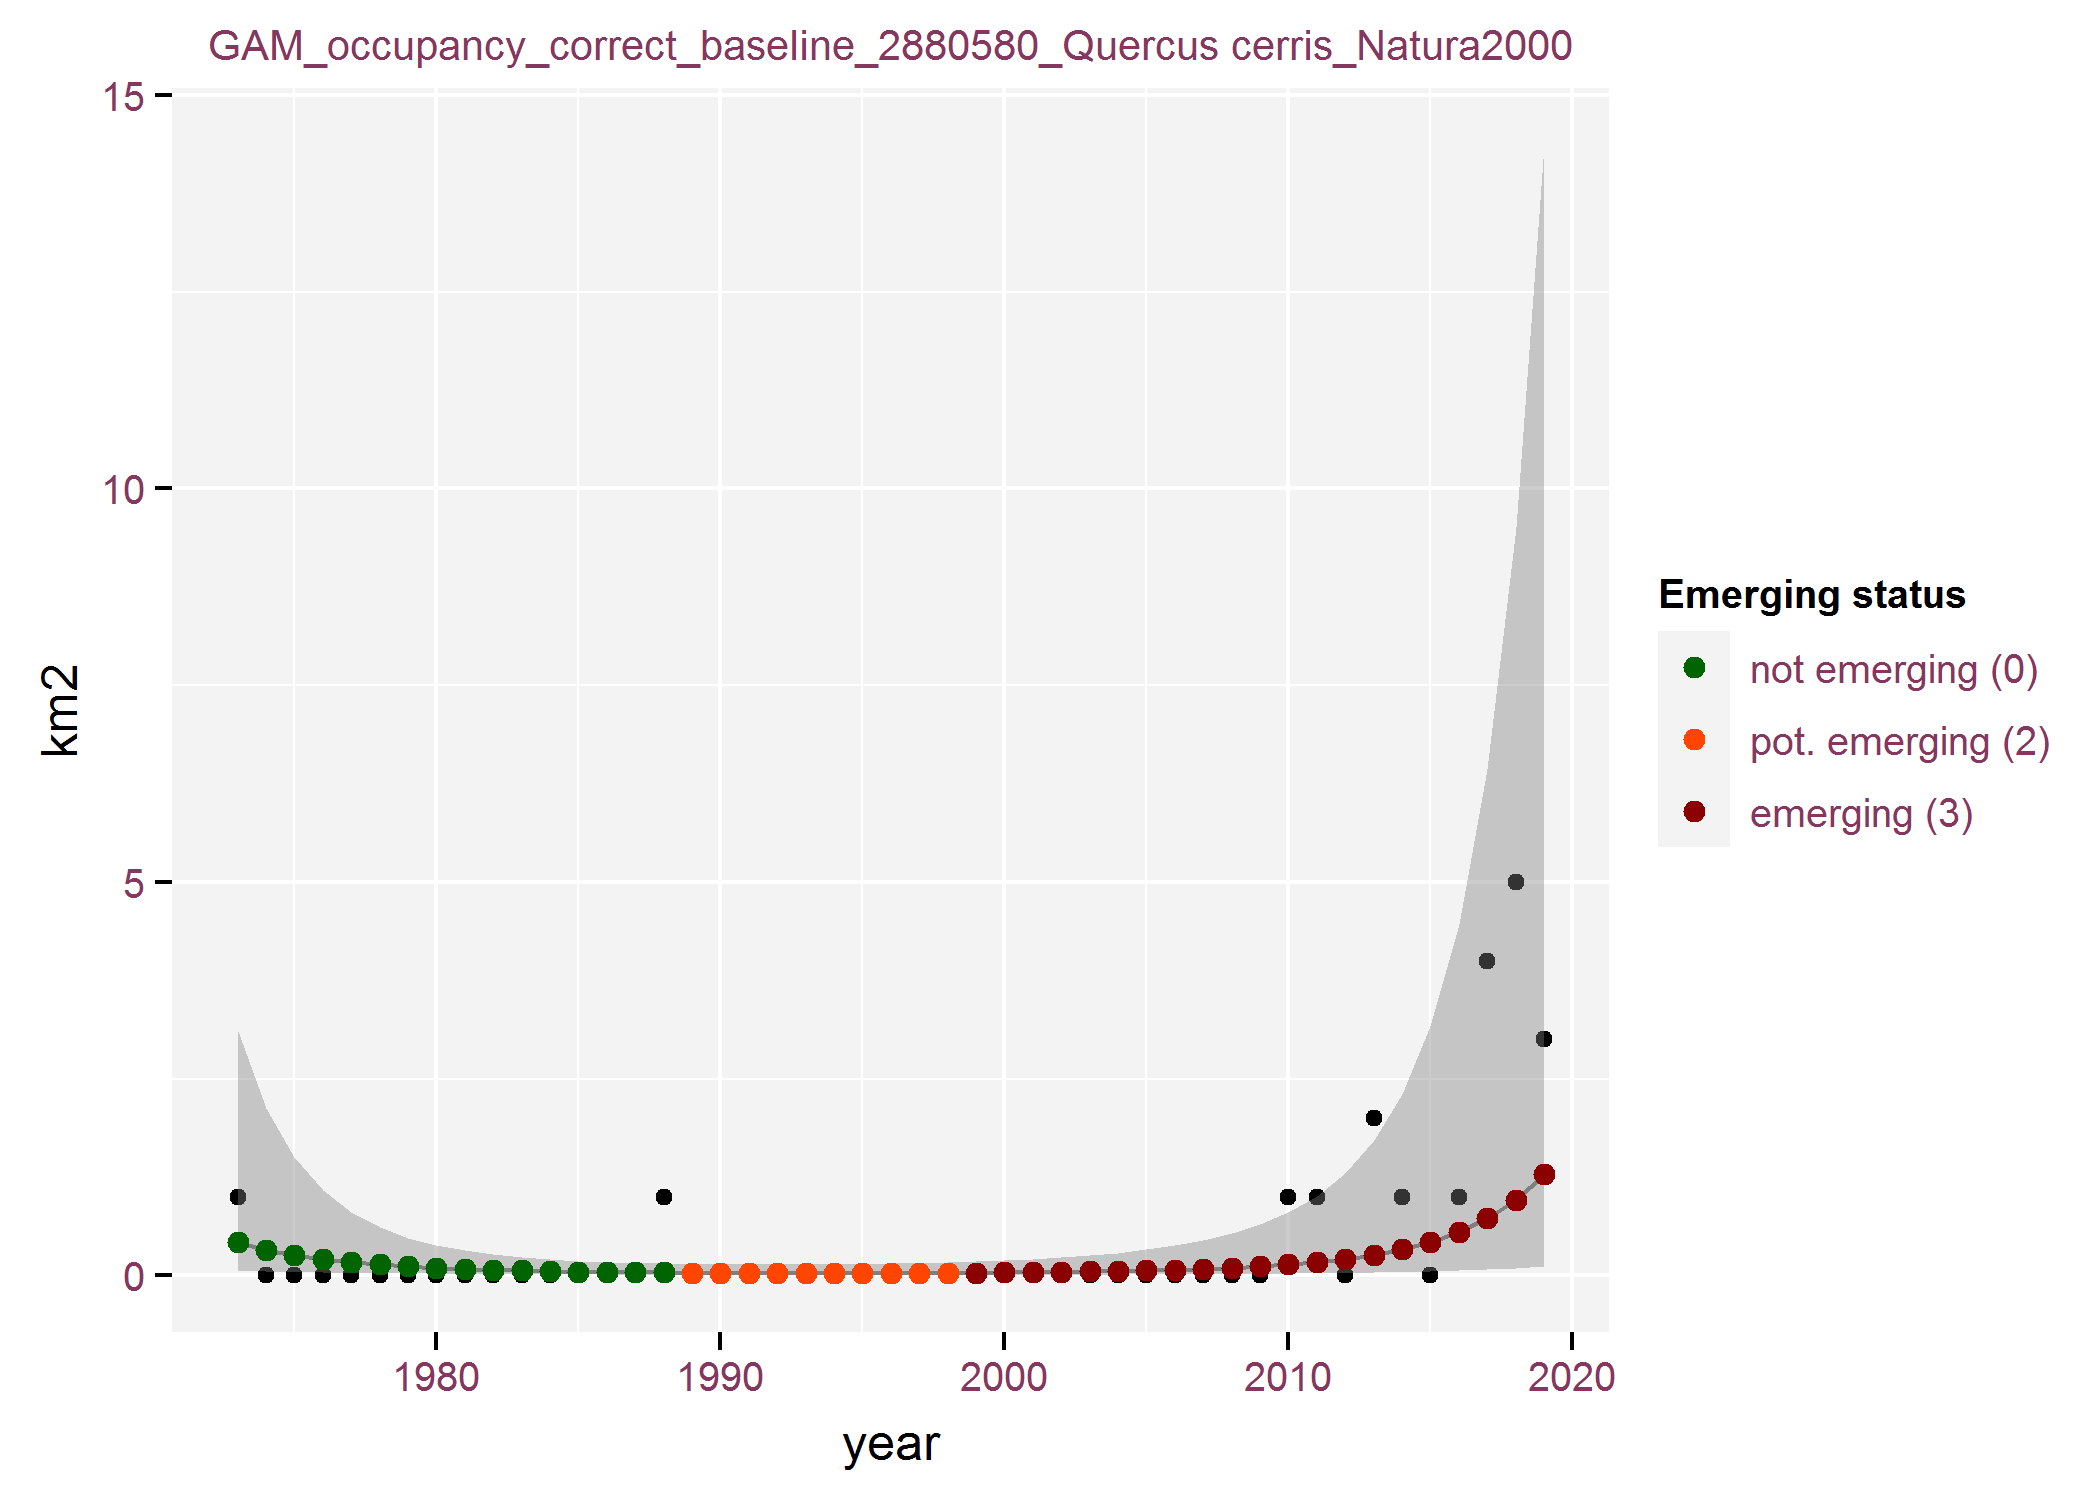 GAM_occupancy_correct_baseline_2880580_Quercus cerris_Natura2000
15
10
5
0
km2
1980
1990
2000
2010
2020
year
Emerging status
not emerging (0)
pot. emerging (2)
emerging (3)